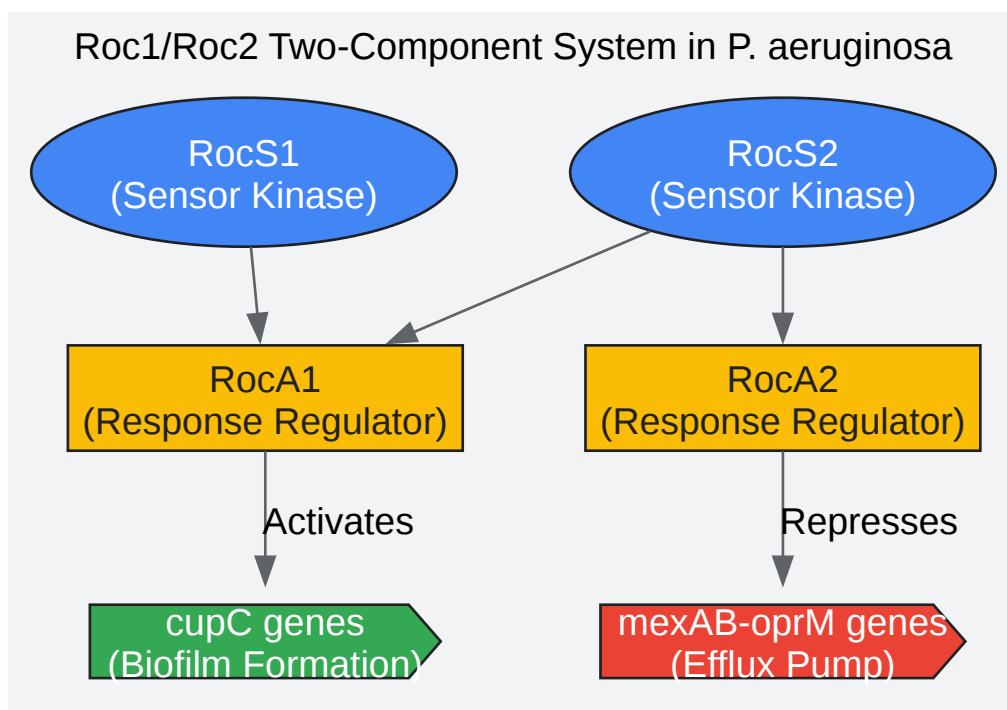 Roc1/Roc2 Two-Component System in P. aeruginosa
RocS1
(Sensor Kinase)
RocS2
(Sensor Kinase)
RocA1
(Response Regulator)
RocA2
(Response Regulator)
Activates
Represses
cupC genes
(Biofilm Formation)
mexAB-oprM genes
(Efflux Pump)